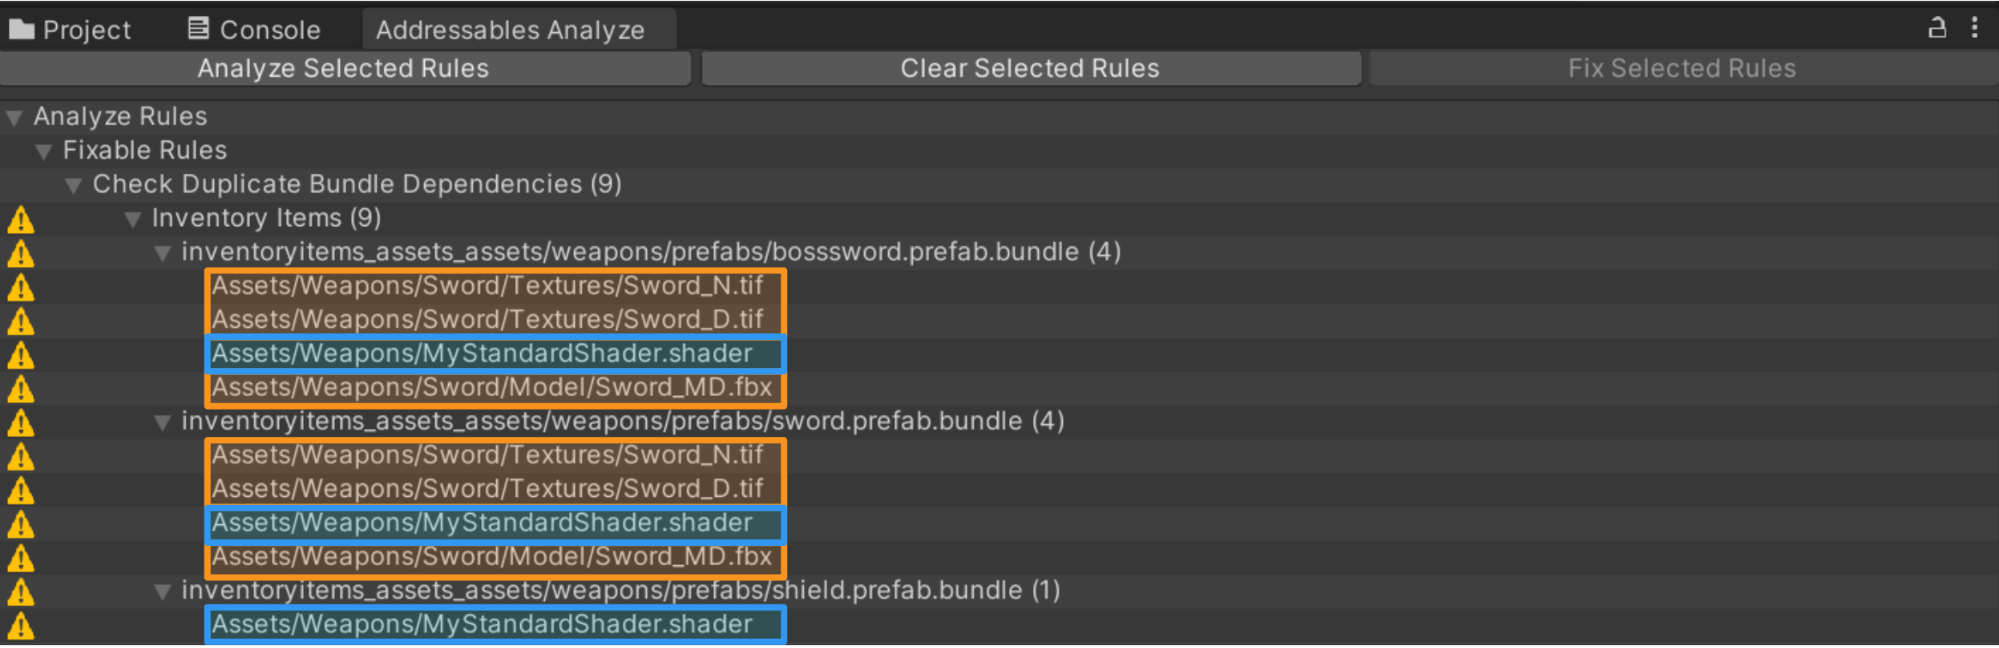 Project Console Addressables Analyze
Analyze Selected Rules Clear Selected Rules Fix Selected Rules
Analyze Rules
Fixable Rules
Check Duplicate Bundle Dependencies (9)
Inventory Items (9)
inventoryitems_assets_assets/weapons/prefabs/bosssword.prefab.bundle (4)
Assets/Weapons/Sword/Textures/Sword_N.tif
Assets/Weapons/Sword/Textures/Sword_D.tif
Assets/Weapons/MyStandardShader.shader
Assets/Weapons/Sword/Model/Sword_MD.fbx
inventoryitems_assets_assets/weapons/prefabs/sword.prefab.bundle (4)
Assets/Weapons/Sword/Textures/Sword_N.tif
Assets/Weapons/Sword/Textures/Sword_D.tif
Assets/Weapons/MyStandardShader.shader
Assets/Weapons/Sword/Model/Sword_MD.fbx
inventoryitems_assets_assets/weapons/prefabs/shield.prefab.bundle (1)
Assets/Weapons/MyStandardShader.shader